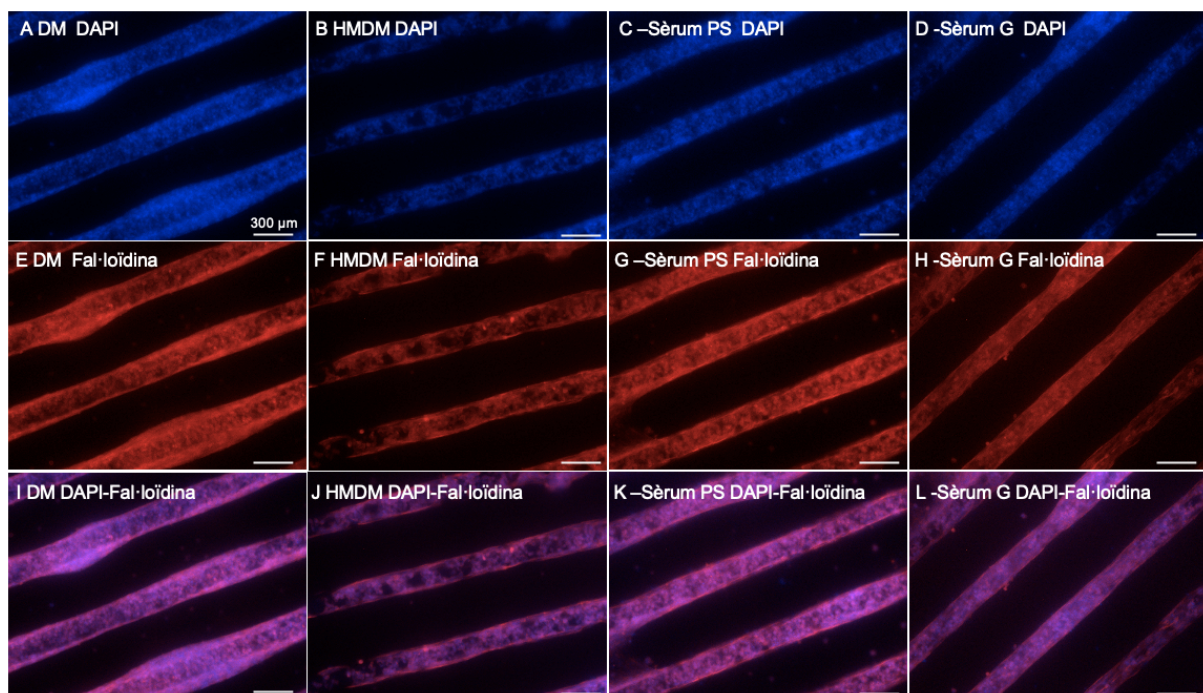 A DM DAPI
B HMDM DAPI
C –Sèrum PS DAPI
D -Sèrum G DAPI
300 µm
E DM Fal·loïdina
F HMDM Fal·loïdina
G –Sèrum PS Fal·loïdina
H -Sèrum G Fal·loïdina
I DM DAPI-Fal·loïdina
J HMDM DAPI-Fal·loïdina
K –Sèrum PS DAPI-Fal·loïdina
L -Sèrum G DAPI-Fal·loïdina